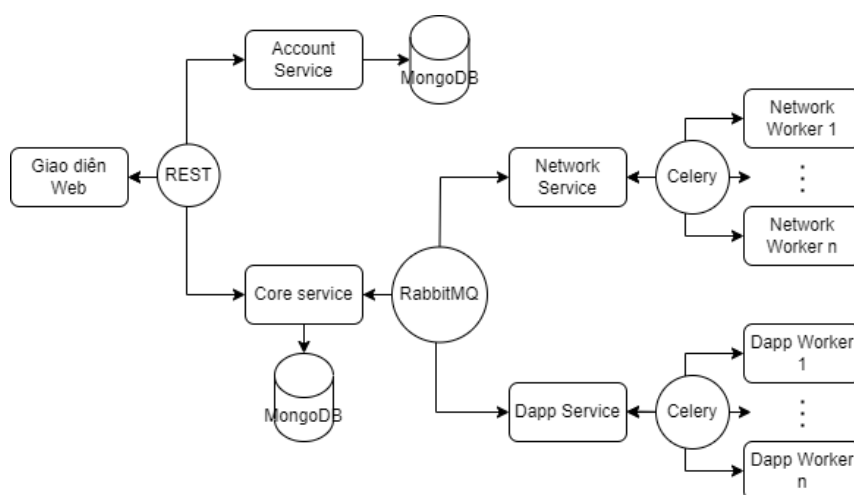 Account
Service
MongoDB
Giao diên
Web
REST
Core service
MongoDB
RabbitMQ
Network
Service
Celery
Network
Worker 1
⋮
Network
Worker n
Dapp Service
Celery
Dapp Worker
1
⋮
Dapp Worker
n